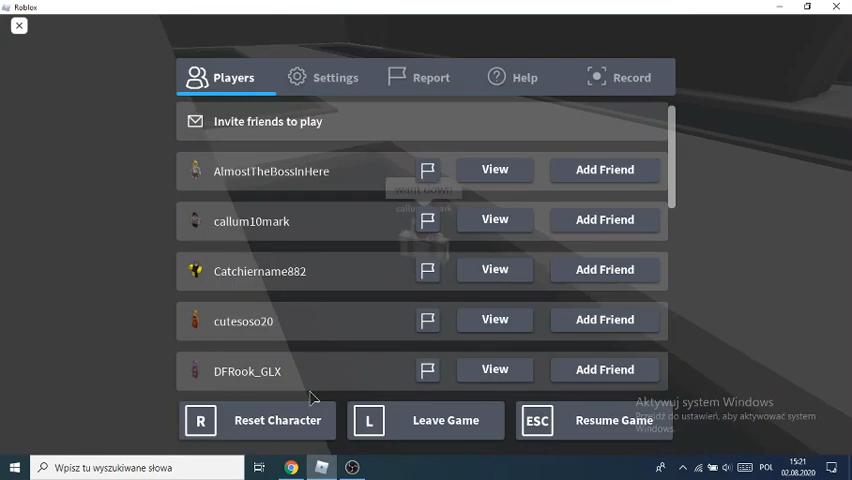 Roblox
Players Settings Report Help Record
Invite friends to play
AlmostTheBossInHere View Add Friend
want down
callum10mark
callum10mark View Add Friend
Catchiername882 View Add Friend
cutesoso20 View Add Friend
DFRook_GLX View Add Friend
R Reset Character L Leave Game ESC Resume Game
Aktywuj system Windows
Przejdź do ustawień, aby aktywować system
Windows.
Wpisz tu wyszukiwane słowa
POL
15:21
02.08.2020